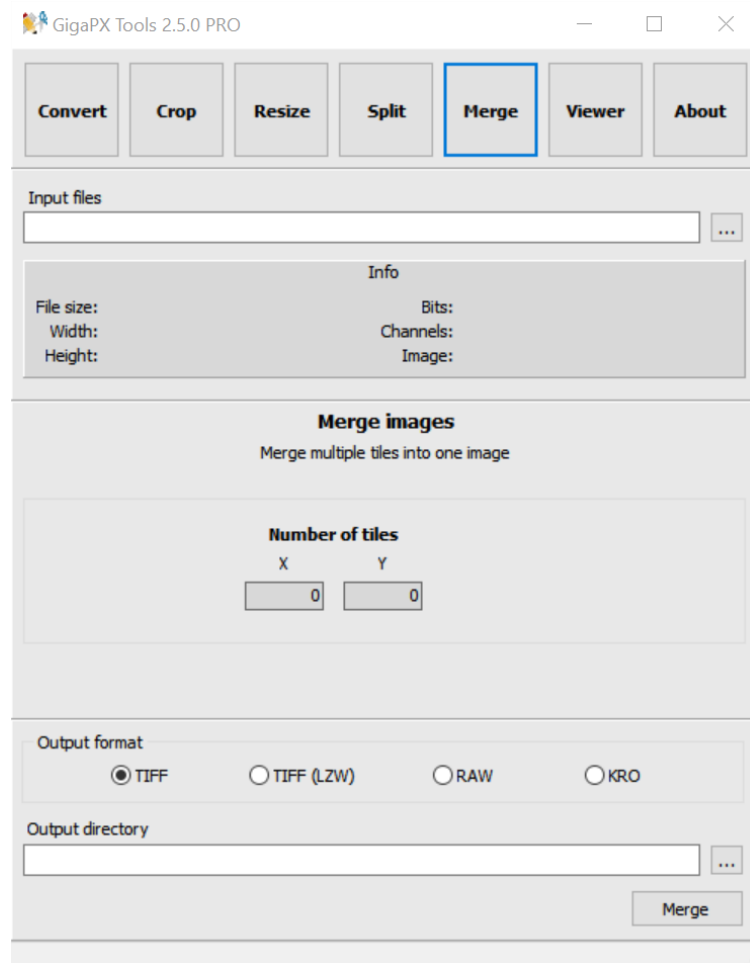 GigaPX Tools 2.5.0 PRO
Convert Crop Resize Split Merge Viewer About
Input files
...
Info
File size: Bits:
Width: Channels:
Height: Image:
Merge images
Merge multiple tiles into one image
Number of tiles
X Y
0 0
Output format
TIFF TIFF (LZW) RAW KRO
Output directory
...
Merge